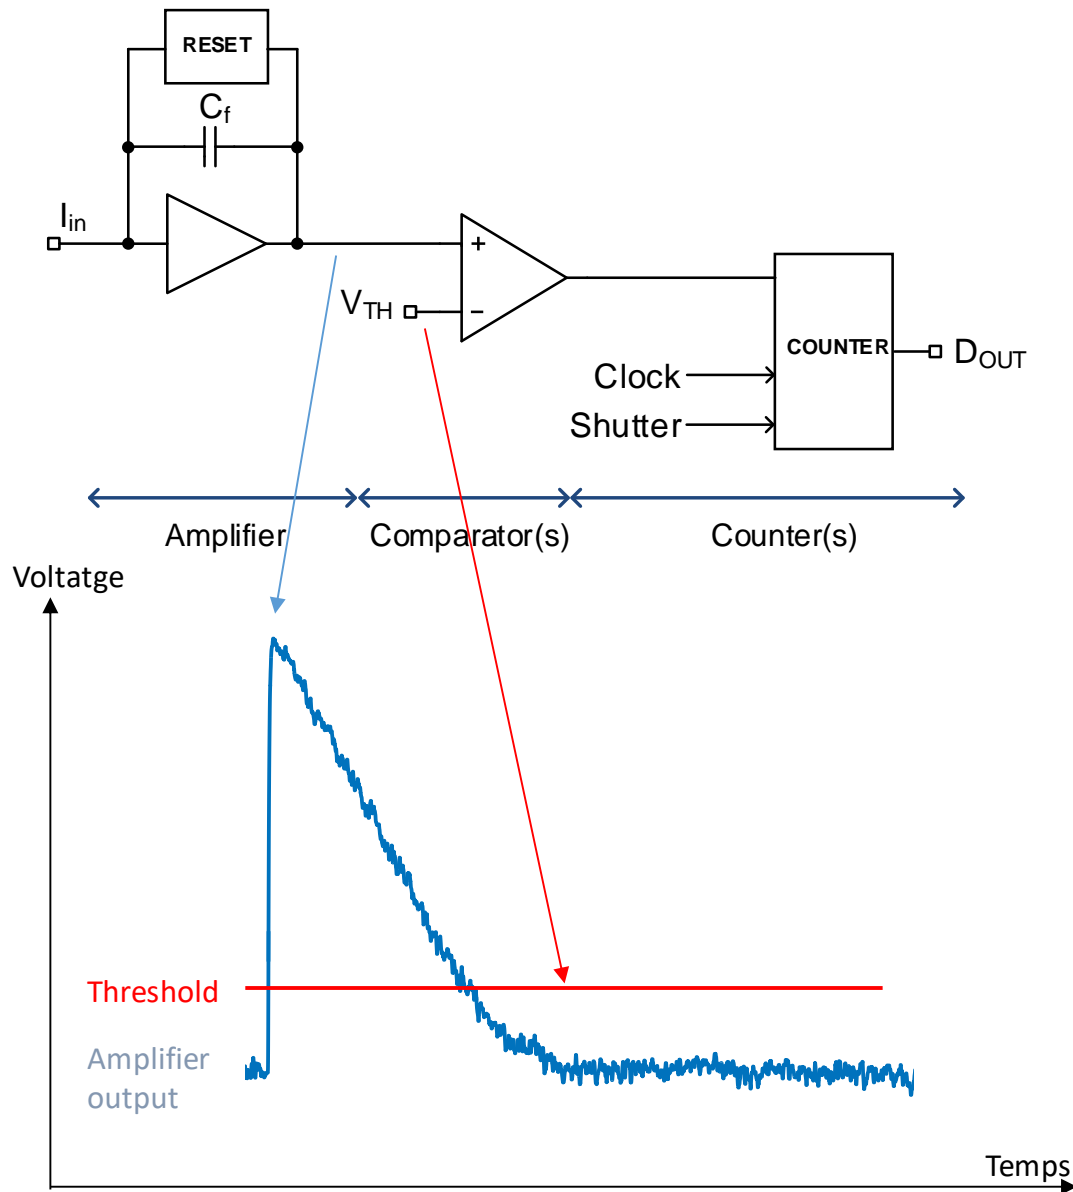 RESET
Cf
Iin
+
VTH
−
COUNTER
DOUT
Clock
Shutter
Amplifier
Comparator(s)
Counter(s)
Voltatge
Threshold
Amplifier
output
Temps